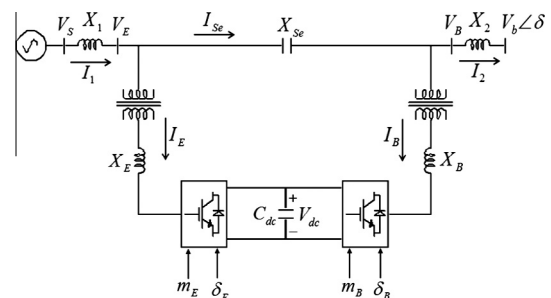 V_S X_1 V_E I_Se X_Se V_B X_2 V_b∠δ
I_1 I_2
I_E I_B
X_E X_B
C_dc + V_dc
−
m_E δ_E m_B δ_B